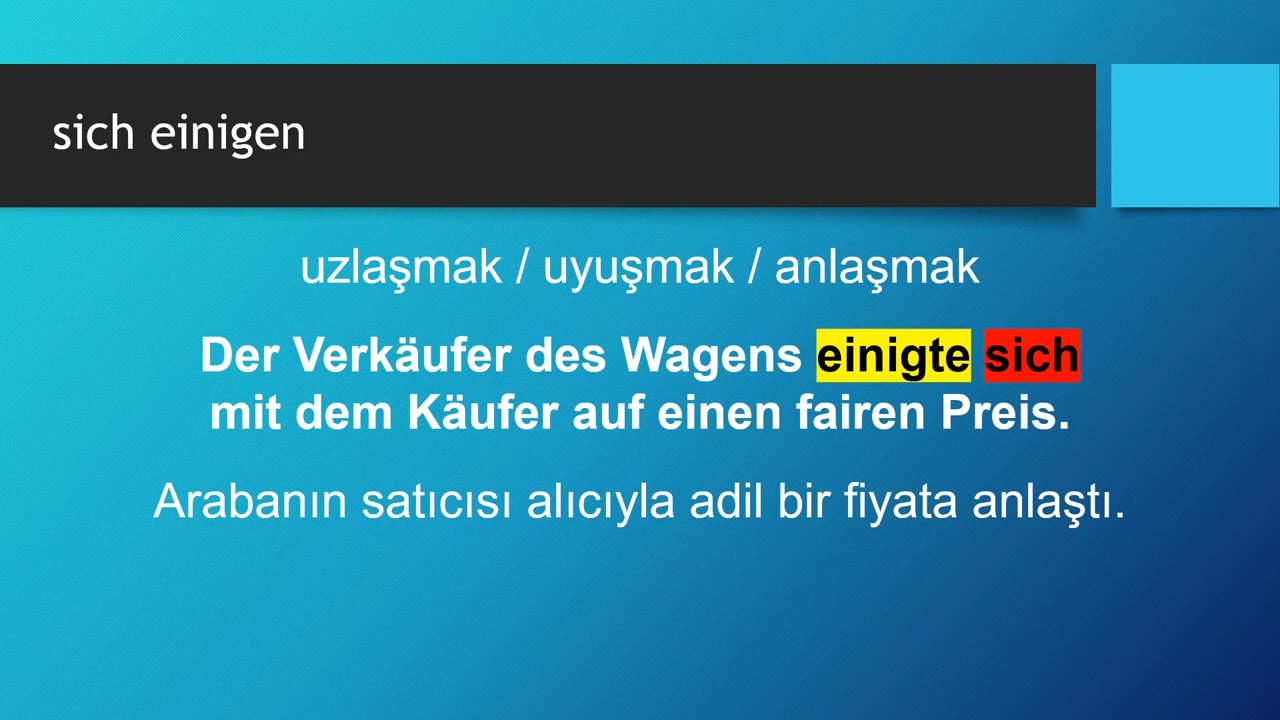 sich einigen
uzlaşmak / uyuşmak / anlaşmak
Der Verkäufer des Wagens einigte sich
mit dem Käufer auf einen fairen Preis.
Arabanın satıcısı alıcıyla adil bir fiyata anlaştı.